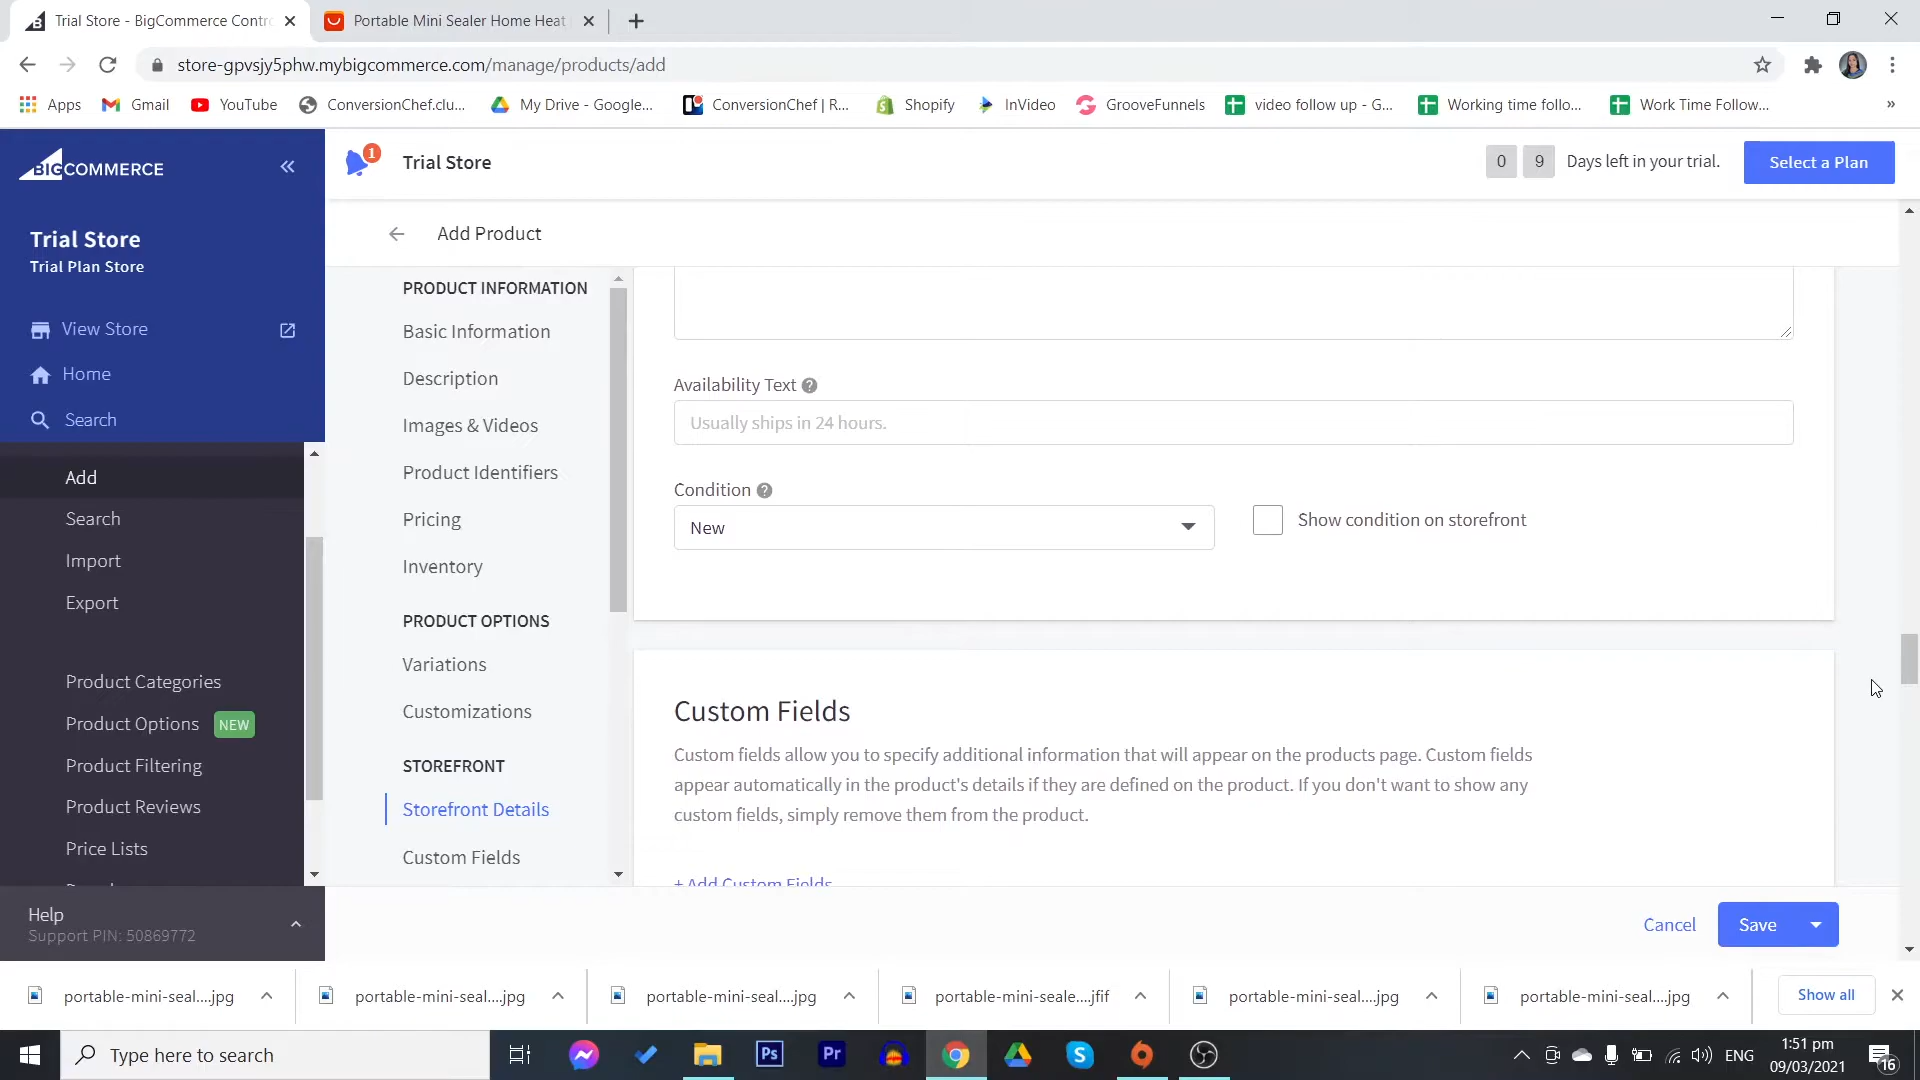 Trial Store - BigCommerce Contro
Portable Mini Sealer Home Heat
store-gpvsjy5phw.mybigcommerce.com/manage/products/add
Apps
Gmail
YouTube
ConversionChef.clu...
My Drive - Google...
ConversionChef | R...
Shopify
InVideo
GrooveFunnels
video follow up - G...
Working time follo...
Work Time Follow...
»
BIGCOMMERCE
1
Trial Store
0 9 Days left in your trial.
Select a Plan
Trial Store
Trial Plan Store
View Store
Home
Search
Add
Search
Import
Export
Product Categories
Product Options NEW
Product Filtering
Product Reviews
Price Lists
Help
Support PIN: 50869772
Add Product
PRODUCT INFORMATION
Basic Information
Description
Images & Videos
Product Identifiers
Pricing
Inventory
PRODUCT OPTIONS
Variations
Customizations
STOREFRONT
Storefront Details
Custom Fields
Availability Text ?
Usually ships in 24 hours.
Condition ?
New
Show condition on storefront
Custom Fields
Custom fields allow you to specify additional information that will appear on the products page. Custom fields
appear automatically in the product's details if they are defined on the product. If you don't want to show any
custom fields, simply remove them from the product.
+ Add Custom Fields
Cancel
Save
portable-mini-seal....jpg
portable-mini-seal....jpg
portable-mini-seal....jpg
portable-mini-seale....jfif
portable-mini-seal....jpg
portable-mini-seal....jpg
Show all
Type here to search
Ps
Pr
ENG
1:51 pm
09/03/2021
16